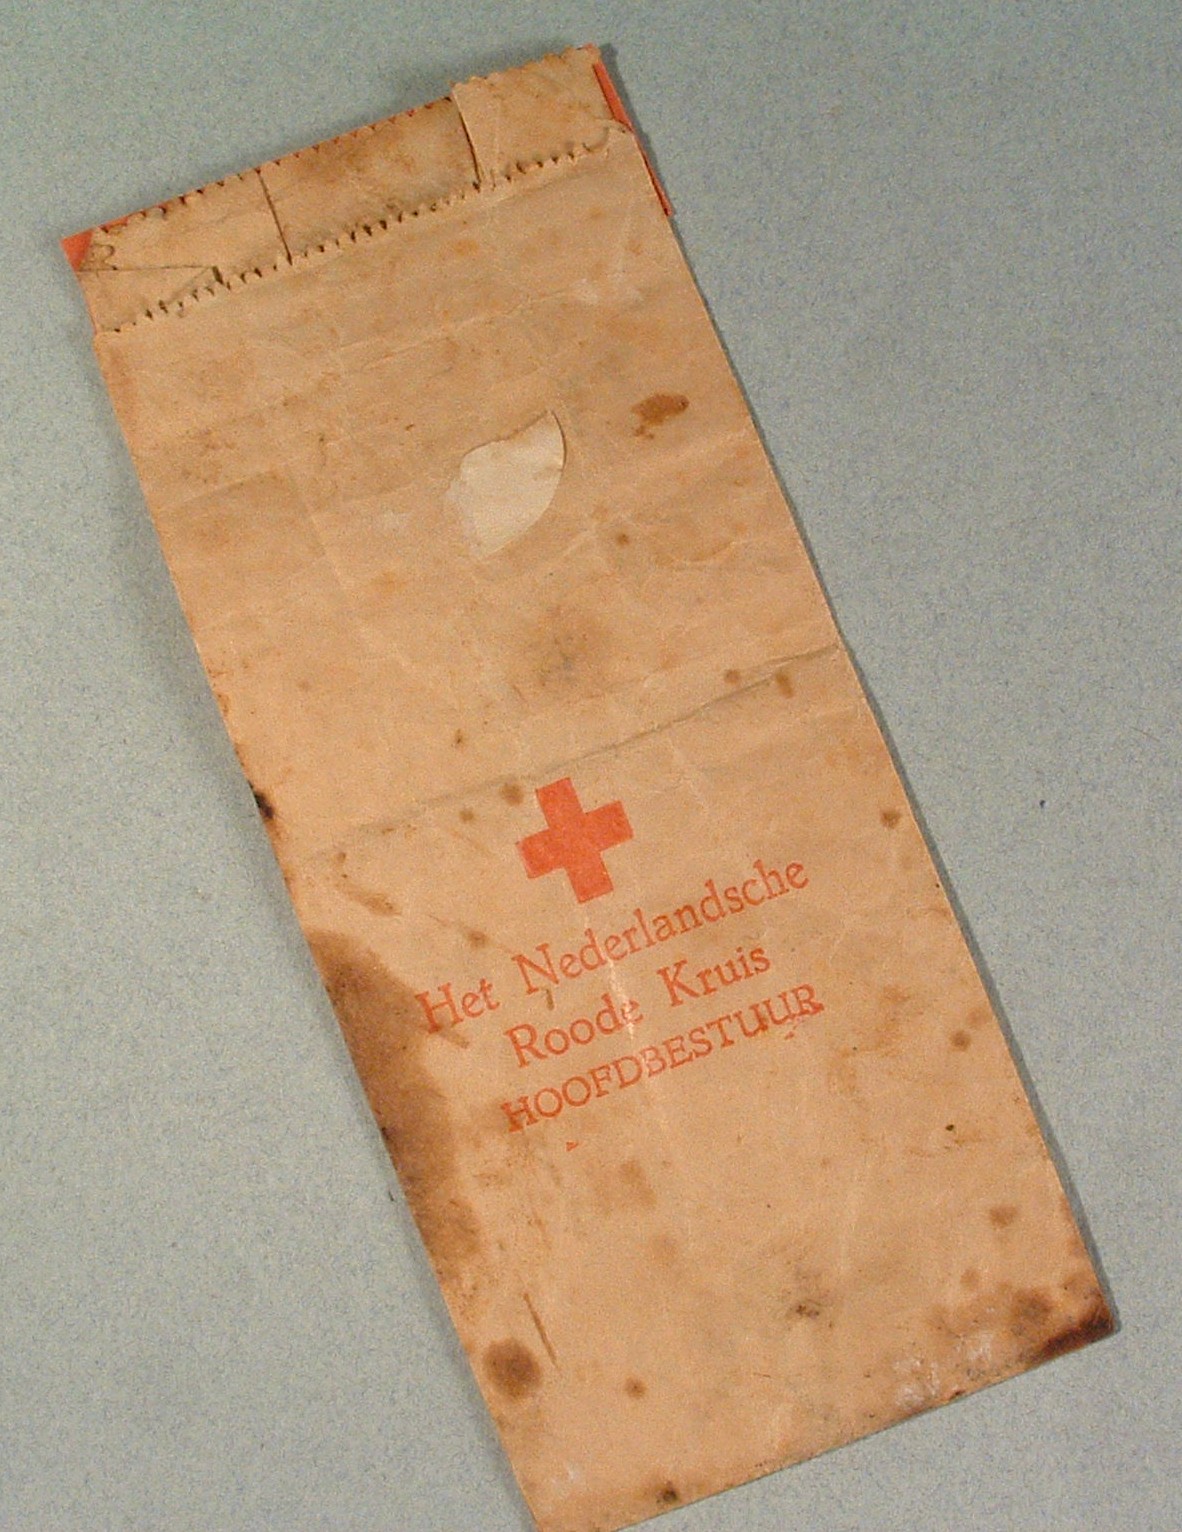 Het Nederlandsche
Roode Kruis
HOOFDBESTUUR